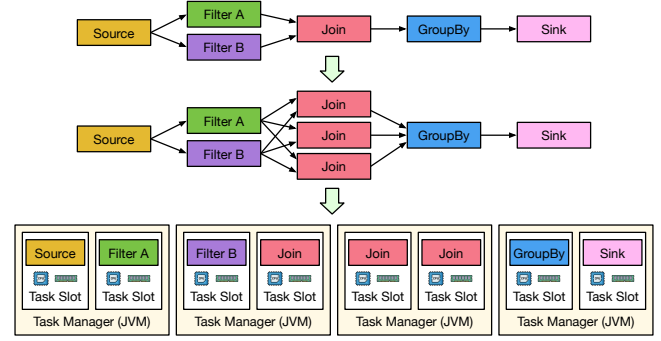 Filter A
Source
Join
GroupBy
Sink
Filter B
Join
Filter A
Source
Join
GroupBy
Sink
Filter B
Join
Source
Filter A
Filter B
Join
Join
Join
GroupBy
Sink
Task Slot
Task Slot
Task Slot
Task Slot
Task Slot
Task Slot
Task Slot
Task Slot
Task Manager (JVM)
Task Manager (JVM)
Task Manager (JVM)
Task Manager (JVM)